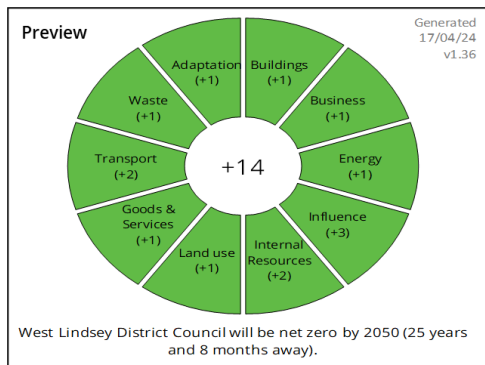 Preview
Generated
17/04/24
v1.36
Adaptation
(+1)
Buildings
(+1)
Waste
(+1)
Business
(+1)
Transport
(+2)
+14
Energy
(+1)
Goods &
Services
(+1)
Influence
(+3)
Land use
(+1)
Internal
Resources
(+2)
West Lindsey District Council will be net zero by 2050 (25 years
and 8 months away).